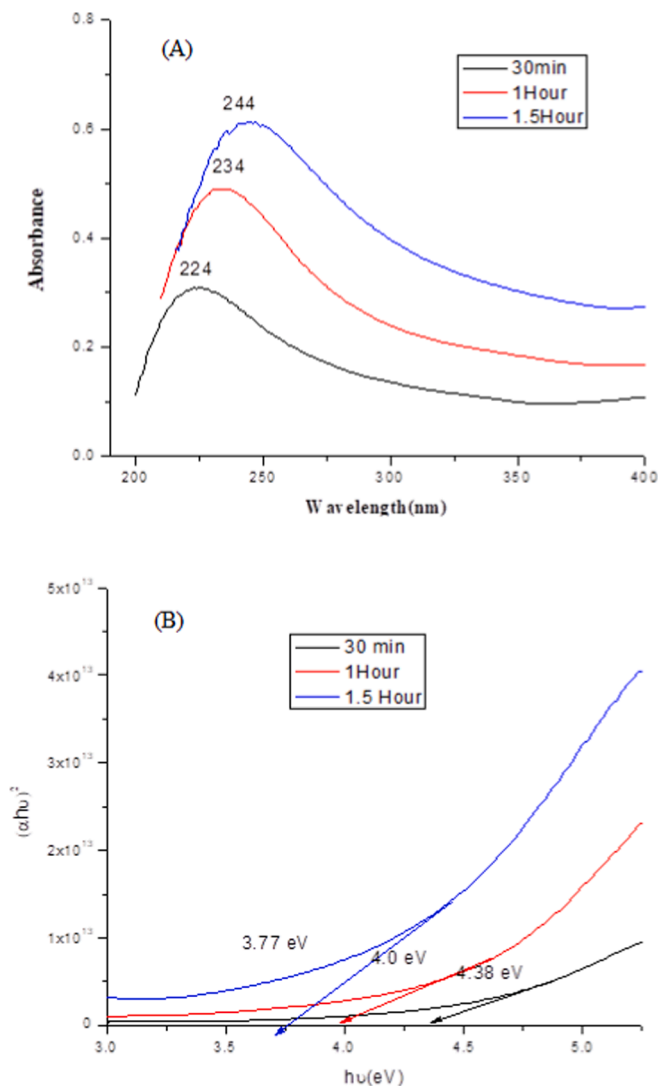 (A)
30min
1Hour
1.5Hour
244
234
224
0.8
0.6
0.4
0.2
0.0
Absorbance
200 250 300 350 400
Wavelength(nm)
(B)
30 min
1Hour
1.5 Hour
5x10¹³
4x10¹³
3x10¹³
2x10¹³
1x10¹³
0
(αhυ)²
3.77 eV
4.0 eV
4.38 eV
3.0 3.5 4.0 4.5 5.0
hυ(eV)